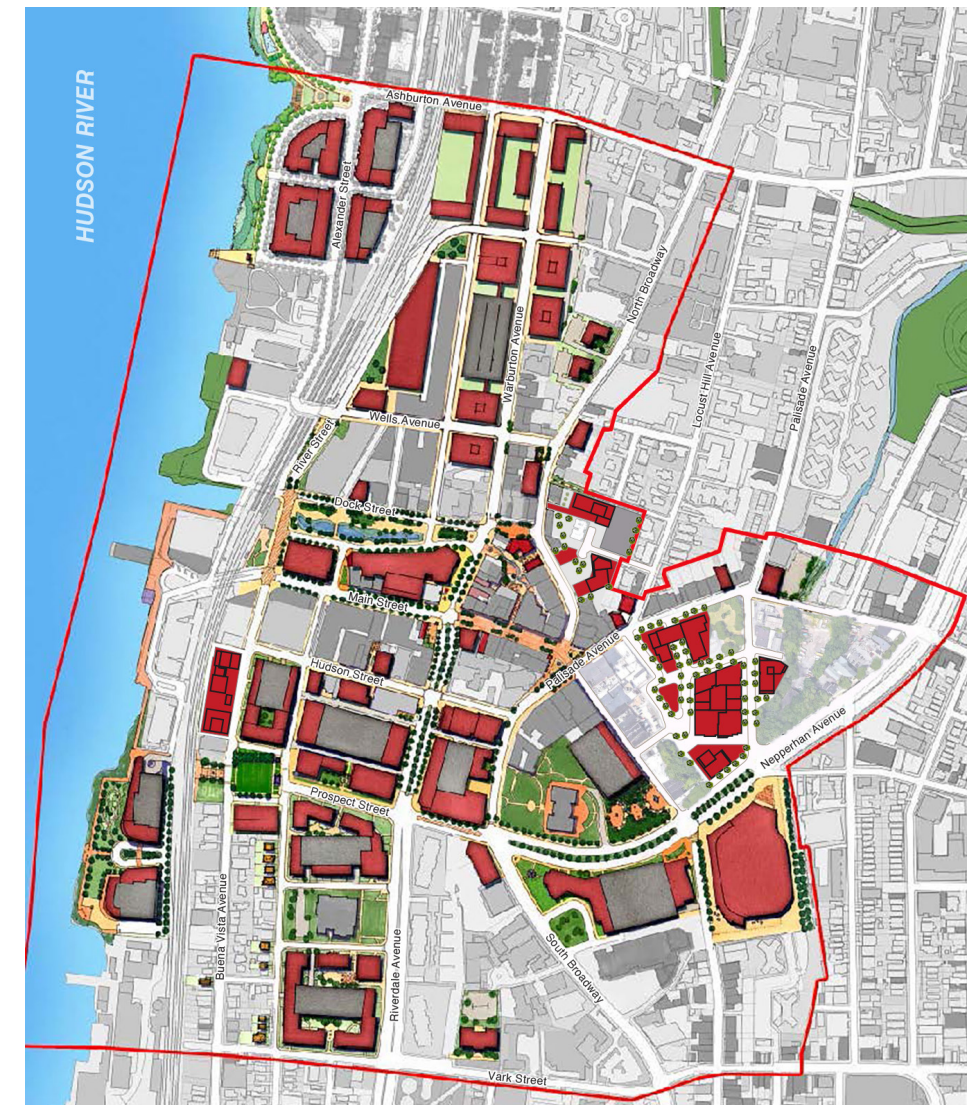 HUDSON RIVER
Ashburton Avenue
Alexander Street
North Broadway
Warburton Avenue
Locust Hill Avenue
Palisade Avenue
Wells Avenue
River Street
Dock Street
Main Street
Palisade Avenue
Hudson Street
Nepperhan Avenue
Prospect Street
Buena Vista Avenue
Riverdale Avenue
South Broadway
Vark Street